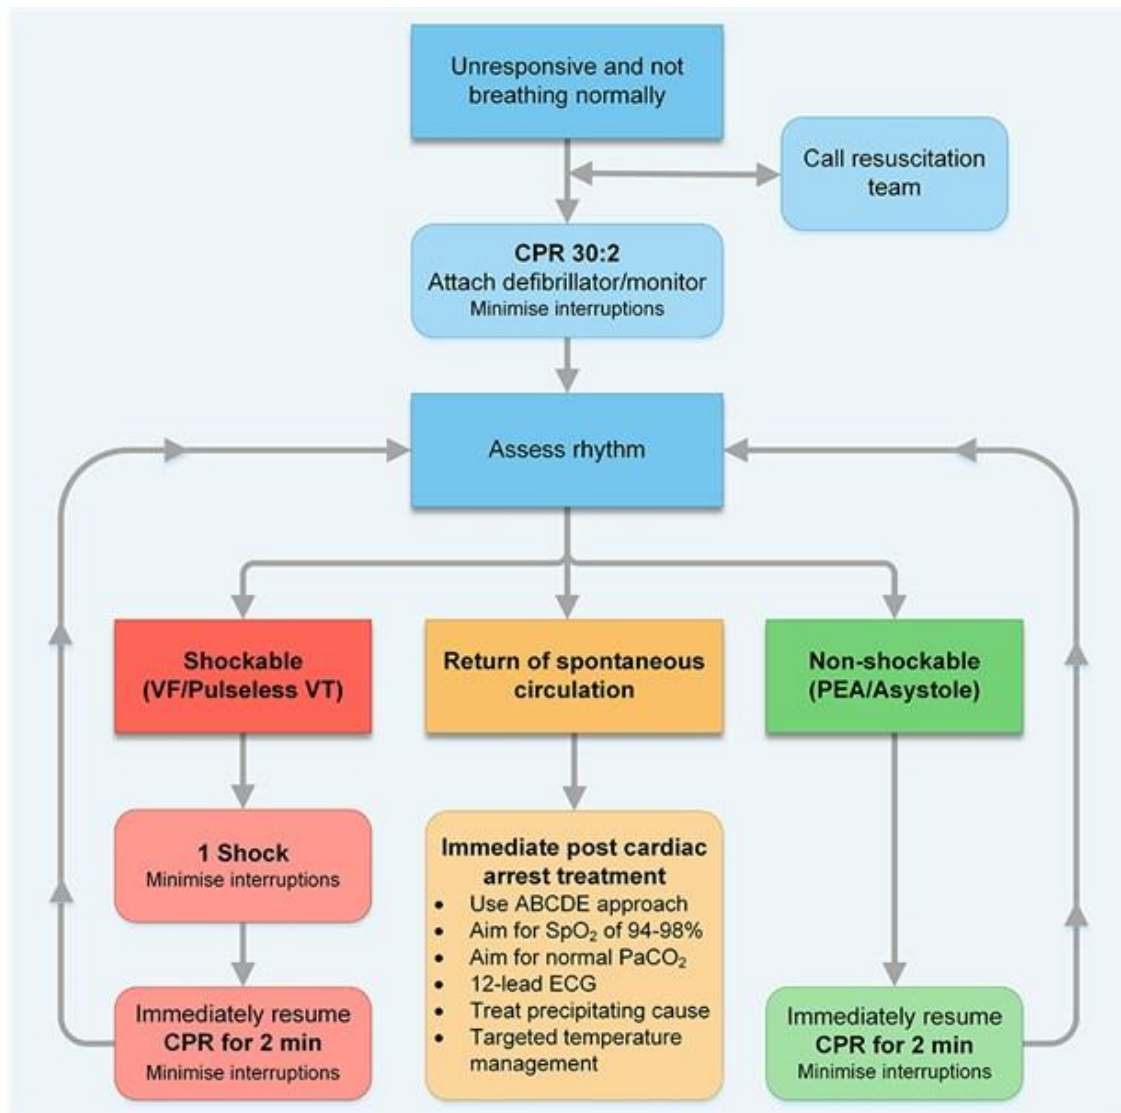 Unresponsive and not
breathing normally
Call resuscitation
team
CPR 30:2
Attach defibrillator/monitor
Minimise interruptions
Assess rhythm
Shockable
(VF/Pulseless VT)
Return of spontaneous
circulation
Non-shockable
(PEA/Asystole)
1 Shock
Minimise interruptions
Immediately resume
CPR for 2 min
Minimise interruptions
Immediate post cardiac
arrest treatment
• Use ABCDE approach
• Aim for SpO₂ of 94-98%
• Aim for normal PaCO₂
• 12-lead ECG
• Treat precipitating cause
• Targeted temperature
management
Immediately resume
CPR for 2 min
Minimise interruptions